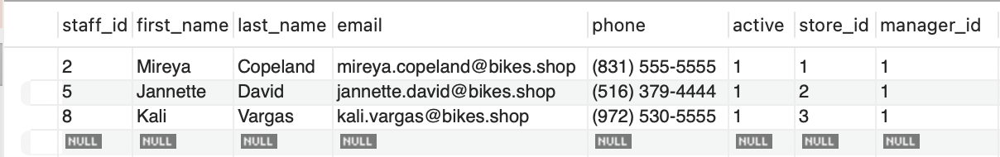 staff_id first_name last_name email phone active store_id manager_id
2 Mireya Copeland mireya.copeland@bikes.shop (831) 555-5555 1 1 1
5 Jannette David jannette.david@bikes.shop (516) 379-4444 1 2 1
8 Kali Vargas kali.vargas@bikes.shop (972) 530-5555 1 3 1
NULL NULL NULL NULL NULL NULL NULL NULL